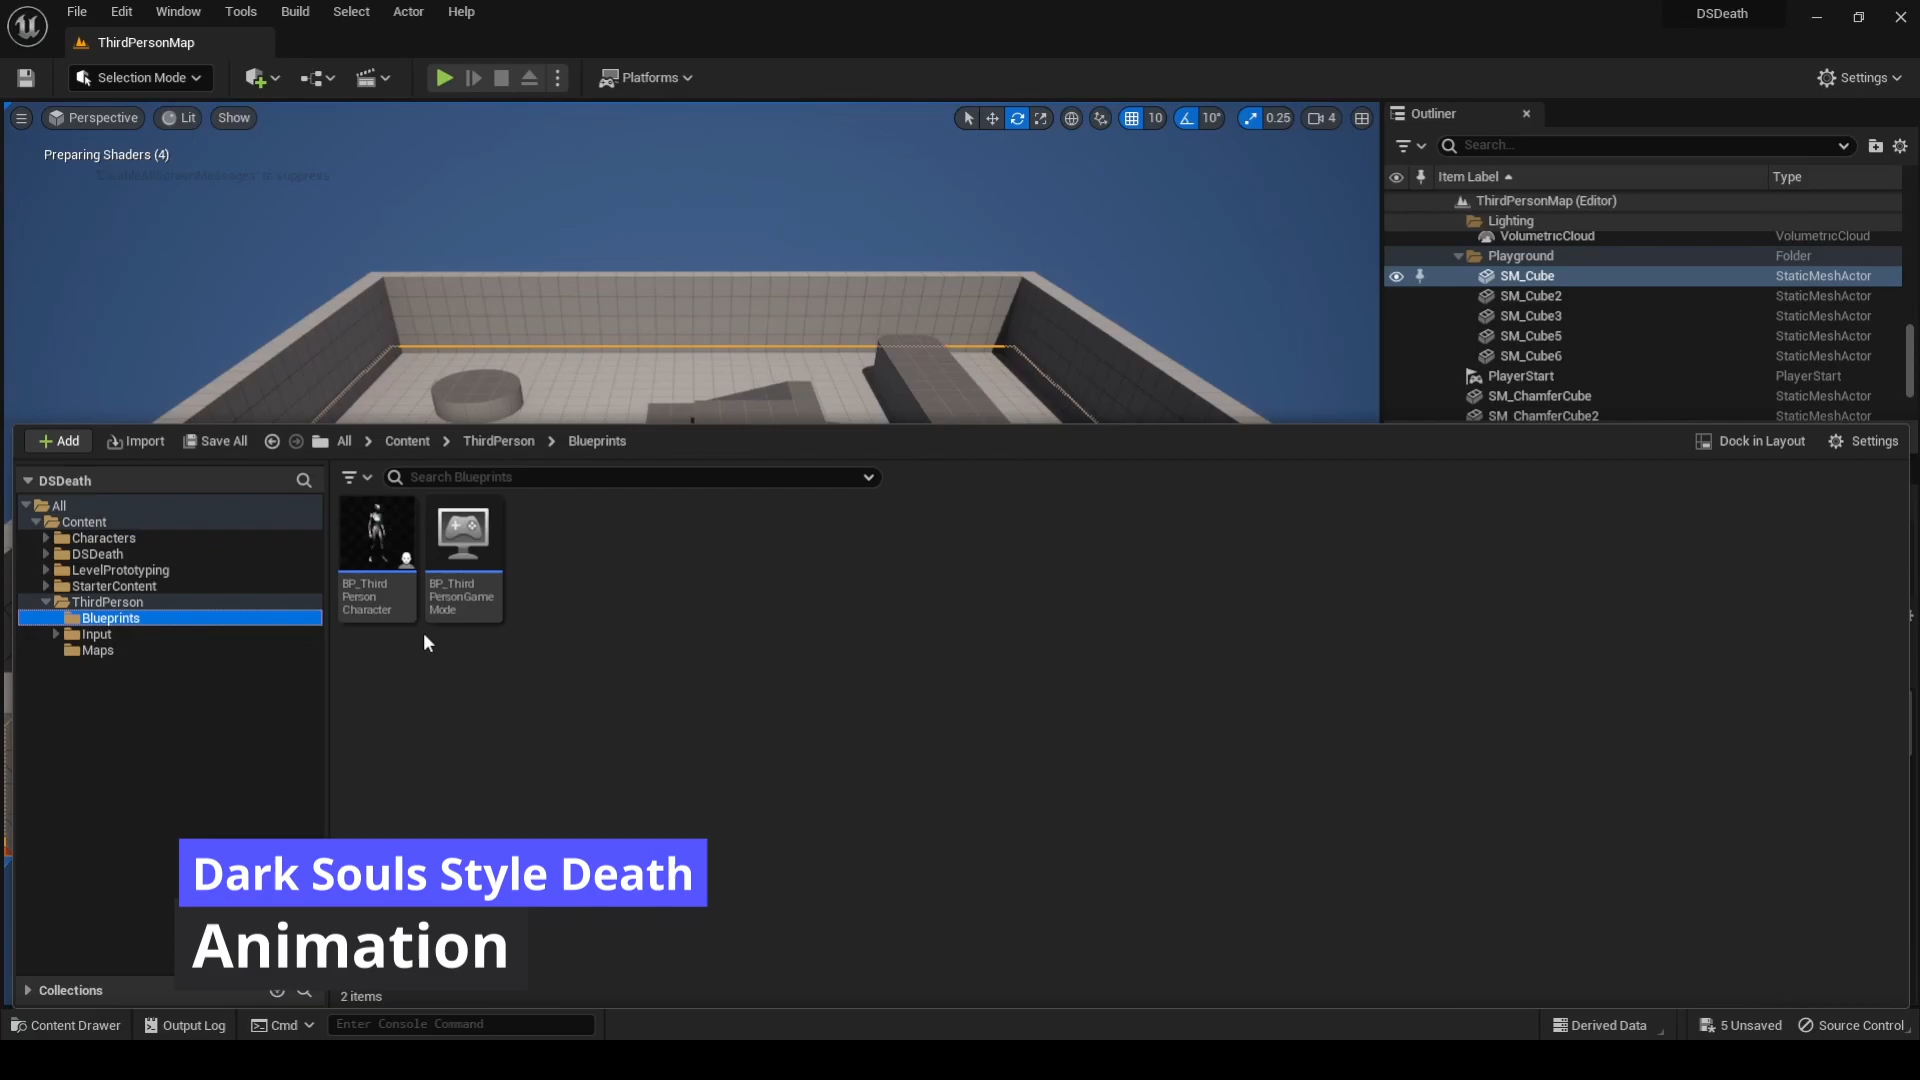 File Edit Window Tools Build Select Actor Help
DSDeath
ThirdPersonMap
Selection Mode
Platforms
Settings
Perspective
Lit
Show
10
10°
0.25
4
Preparing Shaders (4)
Outliner
Search...
Item Label
Type
ThirdPersonMap (Editor)
Lighting
VolumetricCloud VolumetricCloud
Playground Folder
SM_Cube StaticMeshActor
SM_Cube2 StaticMeshActor
SM_Cube3 StaticMeshActor
SM_Cube5 StaticMeshActor
SM_Cube6 StaticMeshActor
PlayerStart PlayerStart
SM_ChamferCube StaticMeshActor
SM_ChamferCube2 StaticMeshActor
Add
Import
Save All
All
Content
ThirdPerson
Blueprints
Dock in Layout
Settings
DSDeath
Search Blueprints
All
Content
Characters
DSDeath
LevelPrototyping
StarterContent
ThirdPerson
Blueprints
Input
Maps
BP_Third
Person
Character
BP_Third
PersonGame
Mode
Dark Souls Style Death
Animation
Collections
2 items
Content Drawer
Output Log
Cmd
Enter Console Command
Derived Data
5 Unsaved
Source Control